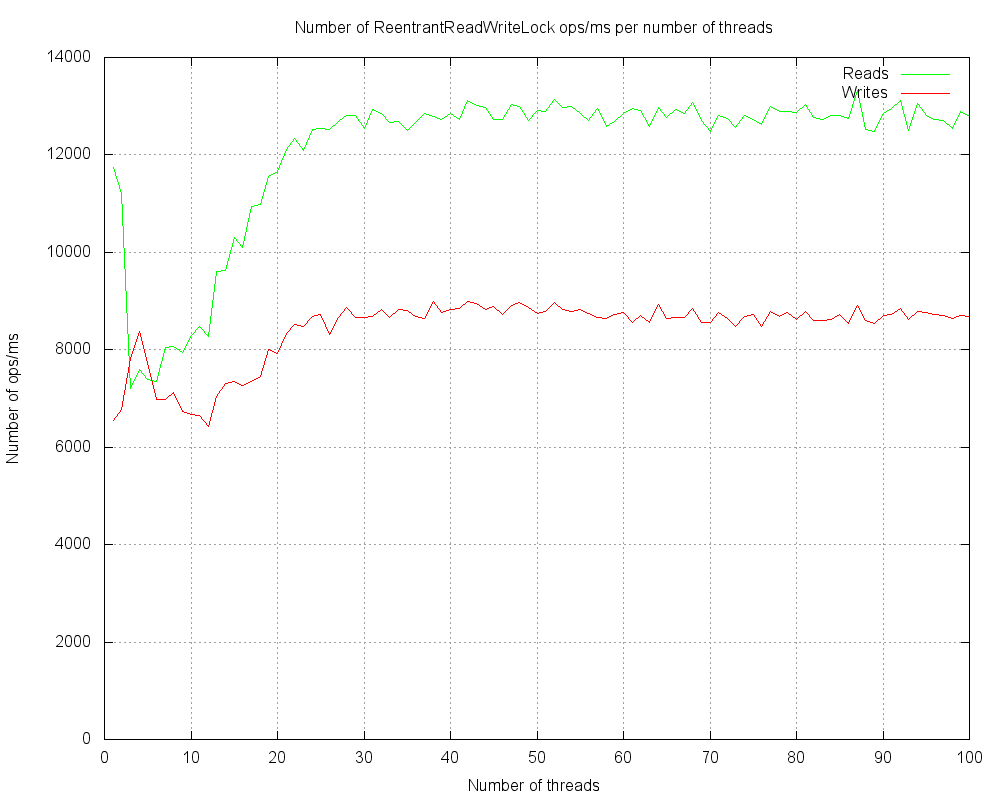 Number of ReentrantReadWriteLock ops/ms per number of threads
14000
12000
10000
8000
6000
4000
2000
0
Number of ops/ms
Reads
Writes
0 10 20 30 40 50 60 70 80 90 100
Number of threads